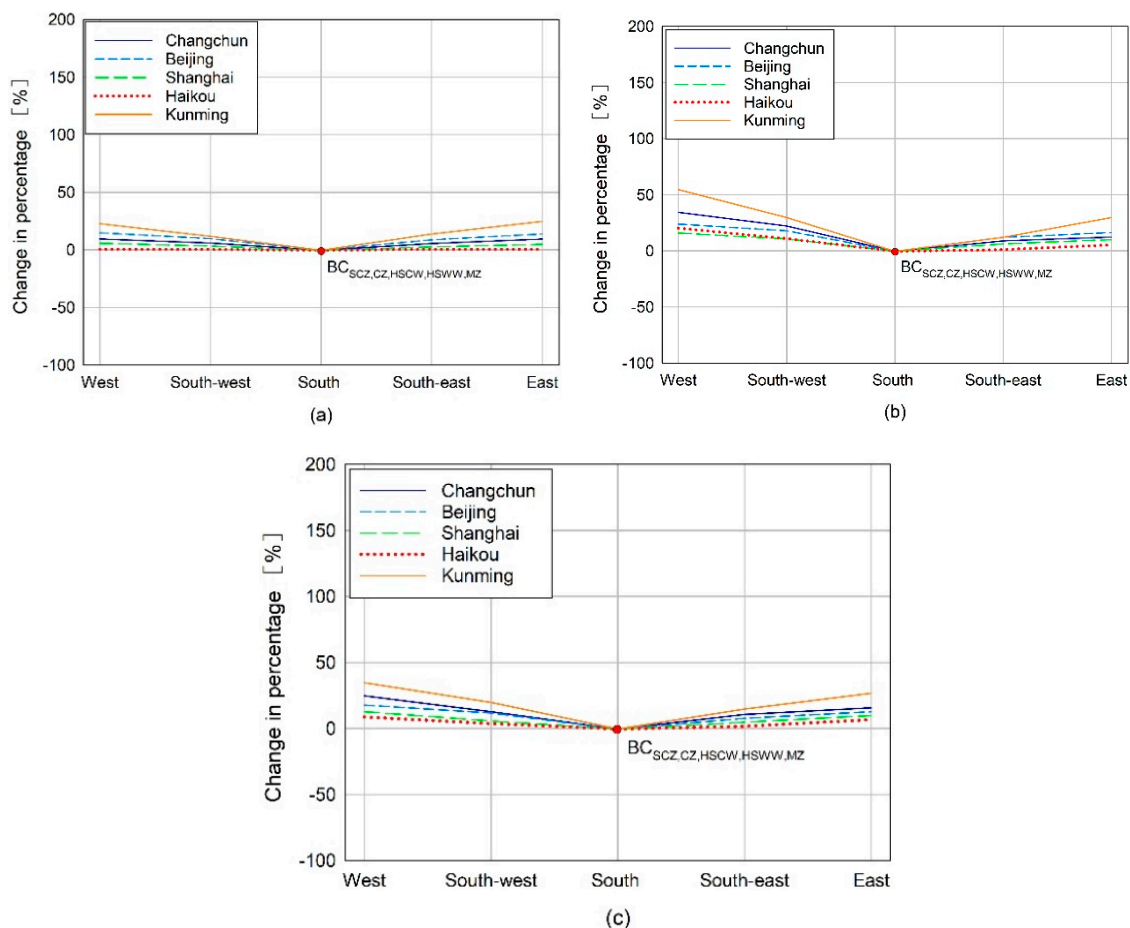 200
150
100
50
0
-50
-100
Change in percentage [%]
Changchun
Beijing
Shanghai
Haikou
Kunming
BCSCZ,CZ,HSCW,HSWW,MZ
West South-west South South-east East
(a)
200
150
100
50
0
-50
-100
Change in percentage [%]
Changchun
Beijing
Shanghai
Haikou
Kunming
BCSCZ,CZ,HSCW,HSWW,MZ
West South-west South South-east East
(b)
200
150
100
50
0
-50
-100
Change in percentage [%]
Changchun
Beijing
Shanghai
Haikou
Kunming
BCSCZ,CZ,HSCW,HSWW,MZ
West South-west South South-east East
(c)